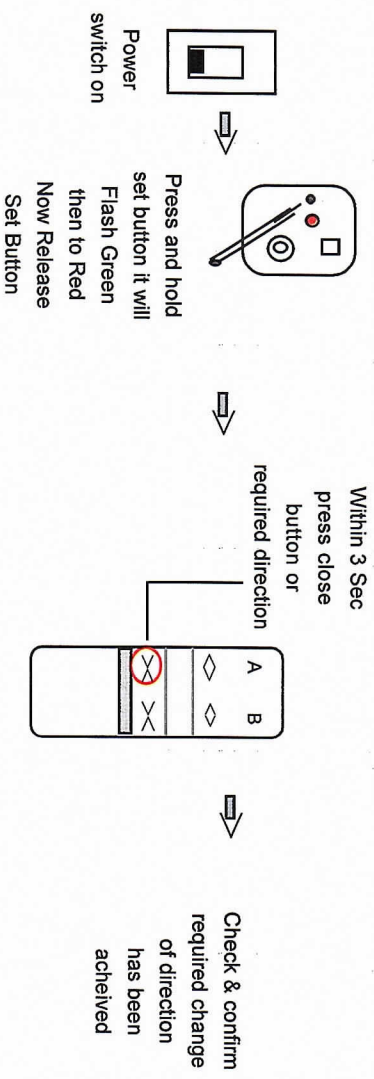 Power
switch on
Press and hold
set button it will
Flash Green
then to Red
Now Release
Set Button
Within 3 Sec
press close
button or
required direction
A B
Check & confirm
required change
of direction
has been
acheived